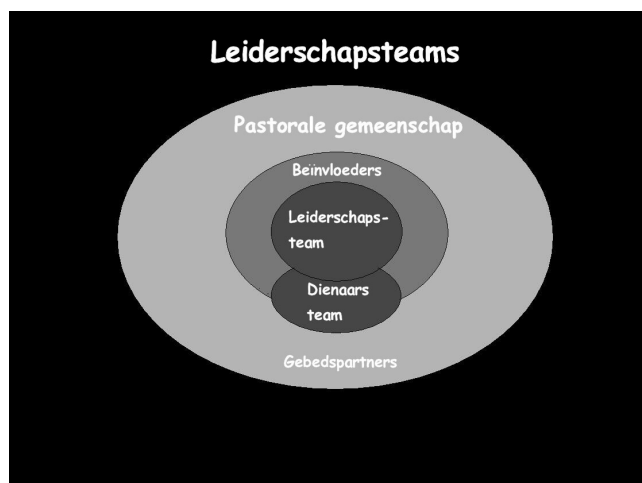 Leiderschapsteams
Pastorale gemeenschap
Beïnvloeders
Leiderschaps-
team
Dienaars
team
Gebedspartners